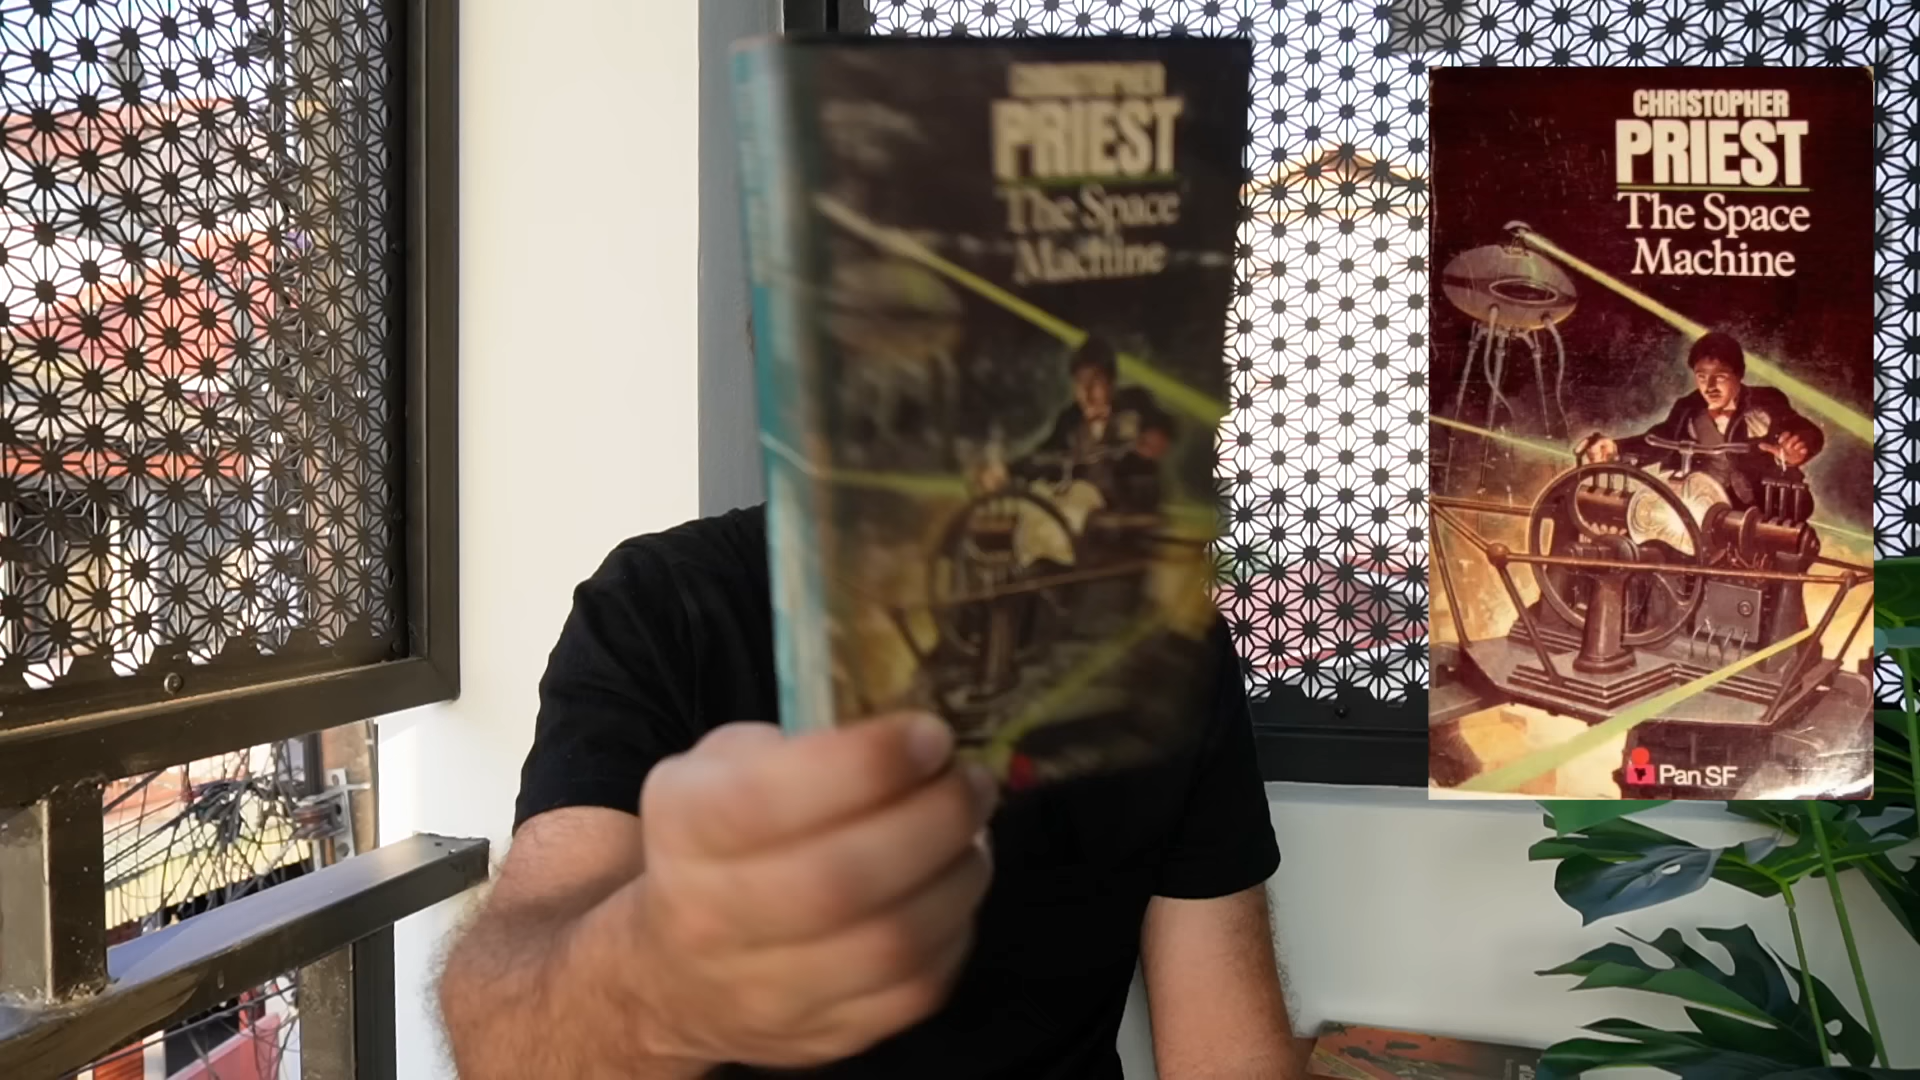 CHRISTOPHER
PRIEST
The Space
Machine
CHRISTOPHER
PRIEST
The Space
Machine
Pan SF